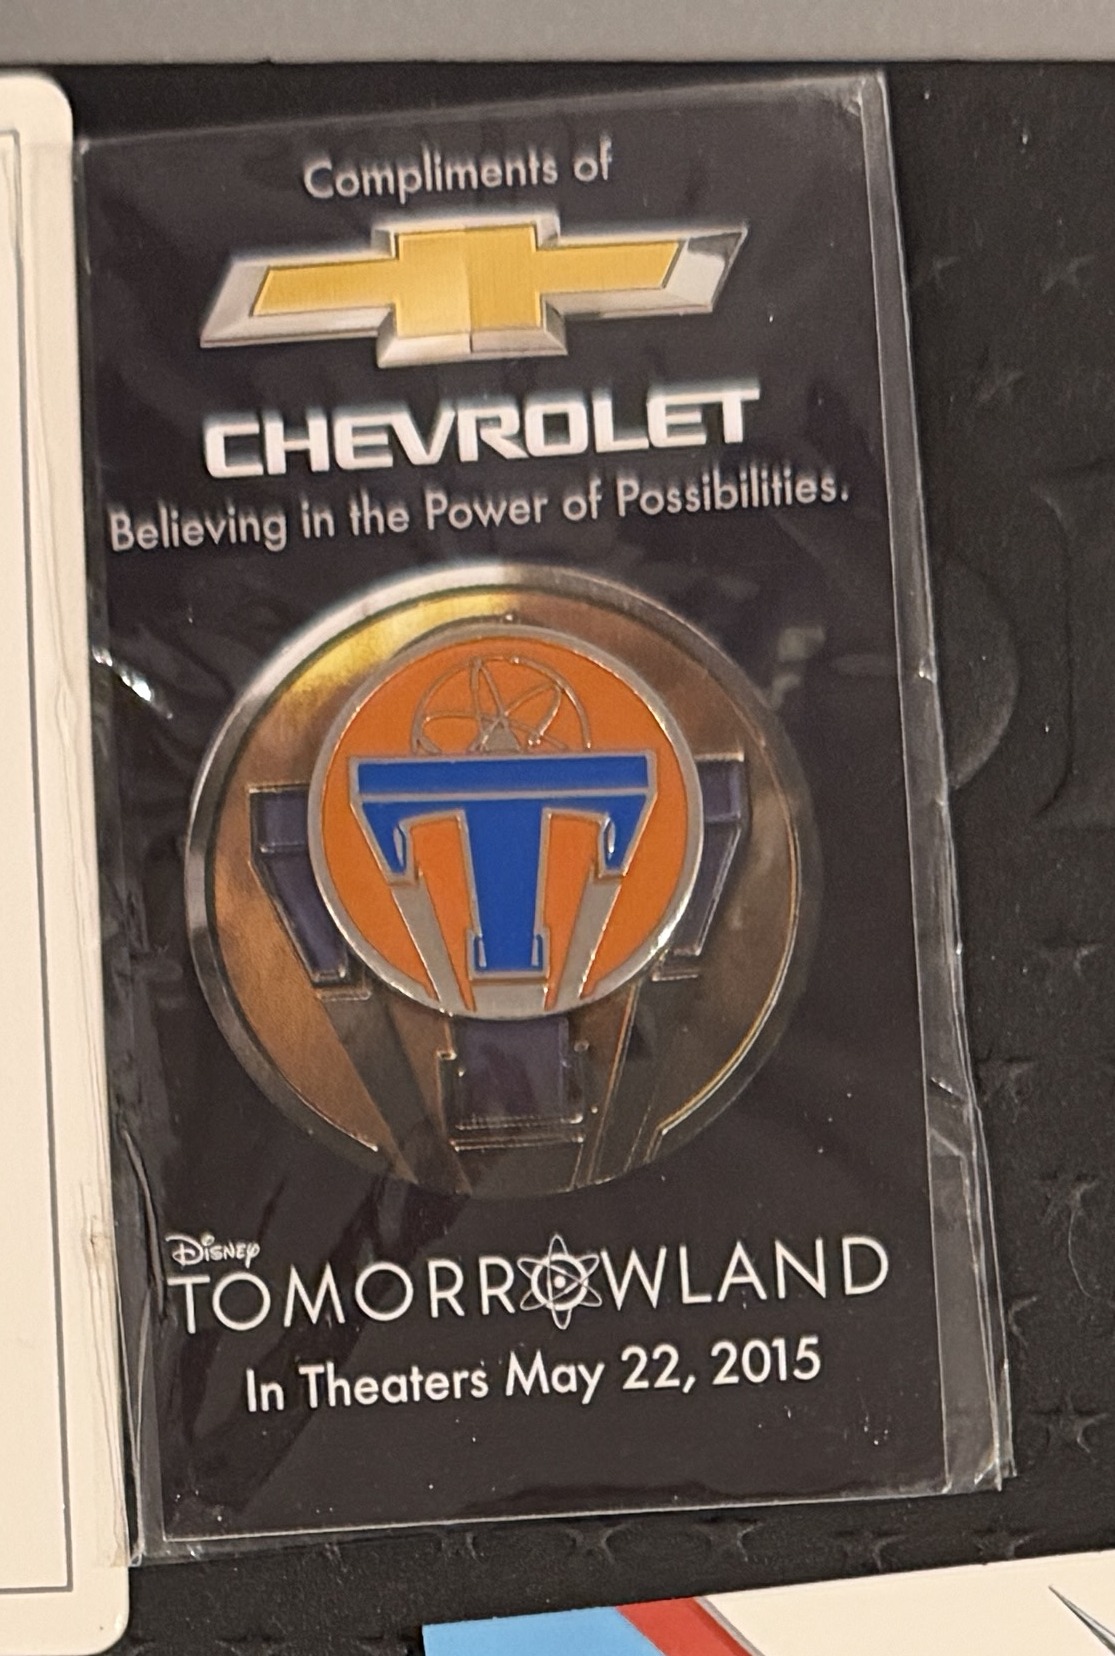 Compliments of
CHEVROLET
Believing in the Power of Possibilities.
T
Disney
TOMORROWLAND
In Theaters May 22, 2015